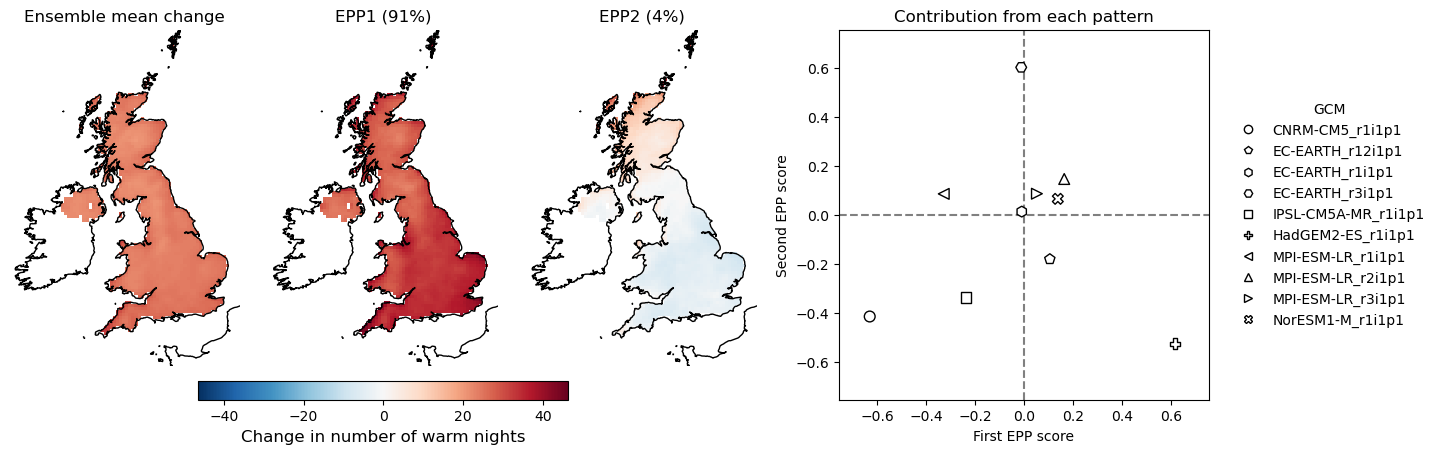 Ensemble mean change
EPP1 (91%)
EPP2 (4%)
Contribution from each pattern
−40 −20 0 20 40
Change in number of warm nights
Second EPP score
0.6
0.4
0.2
0.0
−0.2
−0.4
−0.6
−0.6 −0.4 −0.2 0.0 0.2 0.4 0.6
First EPP score
GCM
CNRM-CM5_r1i1p1
EC-EARTH_r12i1p1
EC-EARTH_r1i1p1
EC-EARTH_r3i1p1
IPSL-CM5A-MR_r1i1p1
HadGEM2-ES_r1i1p1
MPI-ESM-LR_r1i1p1
MPI-ESM-LR_r2i1p1
MPI-ESM-LR_r3i1p1
NorESM1-M_r1i1p1